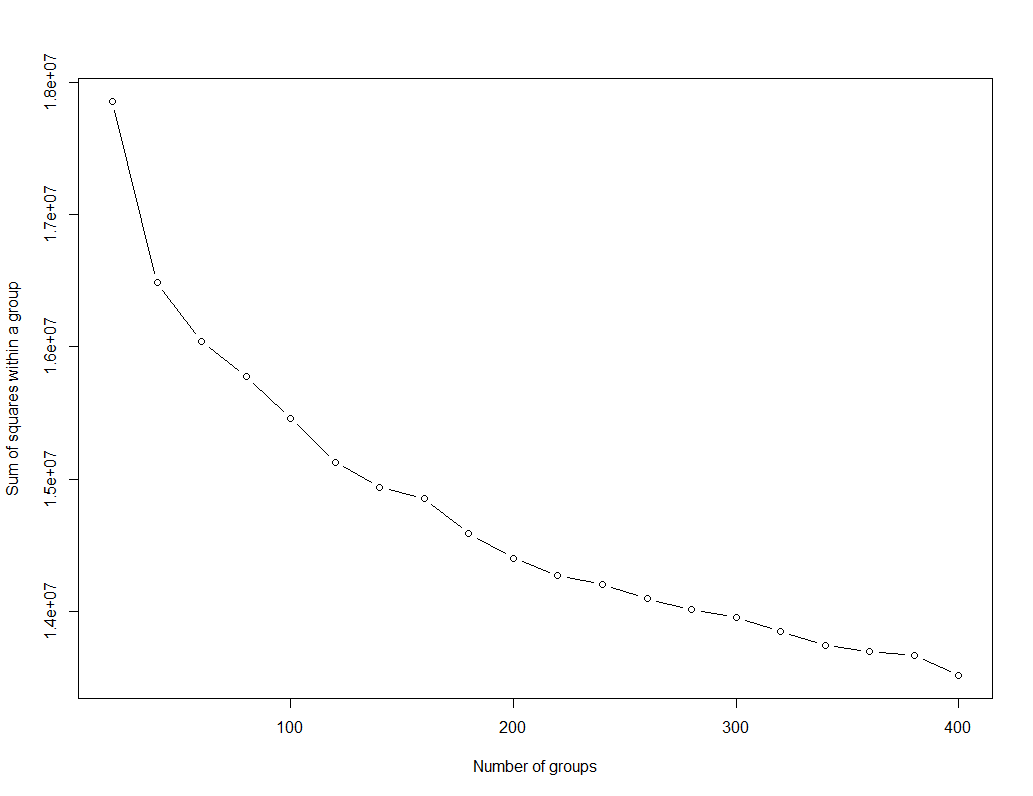 Sum of squares within a group
1.8e+07
1.7e+07
1.6e+07
1.5e+07
1.4e+07
100
200
300
400
Number of groups